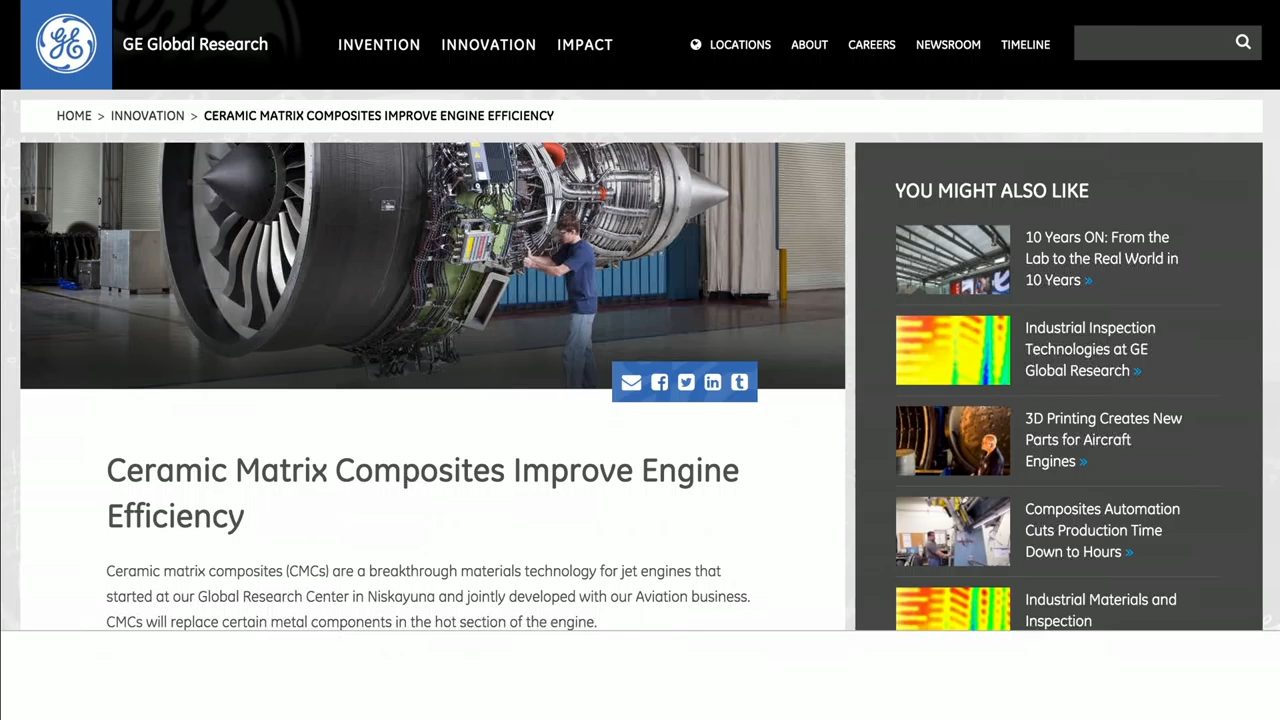 GE Global Research
INVENTION INNOVATION IMPACT
LOCATIONS ABOUT CAREERS NEWSROOM TIMELINE
HOME > INNOVATION > CERAMIC MATRIX COMPOSITES IMPROVE ENGINE EFFICIENCY
Ceramic Matrix Composites Improve Engine
Efficiency
Ceramic matrix composites (CMCs) are a breakthrough materials technology for jet engines that
started at our Global Research Center in Niskayuna and jointly developed with our Aviation business.
CMCs will replace certain metal components in the hot section of the engine.
YOU MIGHT ALSO LIKE
10 Years ON: From the
Lab to the Real World in
10 Years »
Industrial Inspection
Technologies at GE
Global Research »
3D Printing Creates New
Parts for Aircraft
Engines »
Composites Automation
Cuts Production Time
Down to Hours »
Industrial Materials and
Inspection